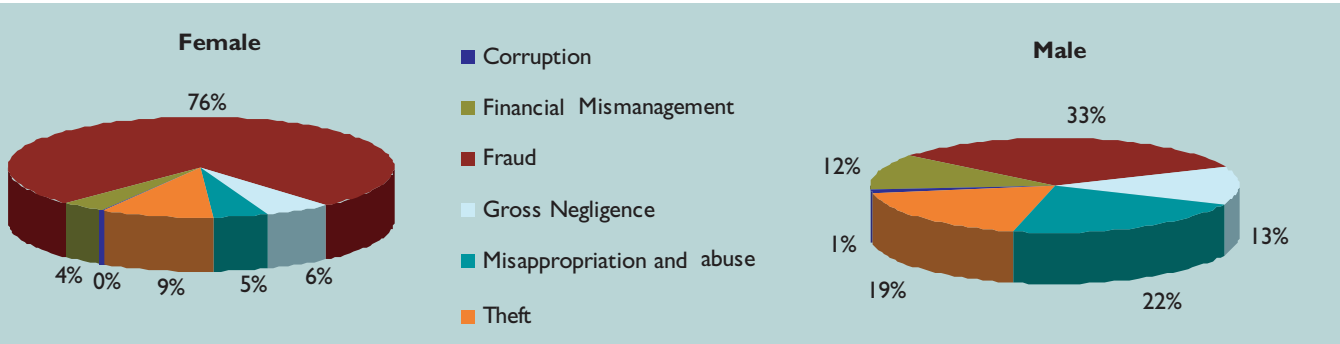 Female
76%
4%
0%
9%
5%
6%
Corruption
Financial Mismanagement
Fraud
Gross Negligence
Misappropriation and abuse
Theft
Male
33%
12%
1%
19%
22%
13%